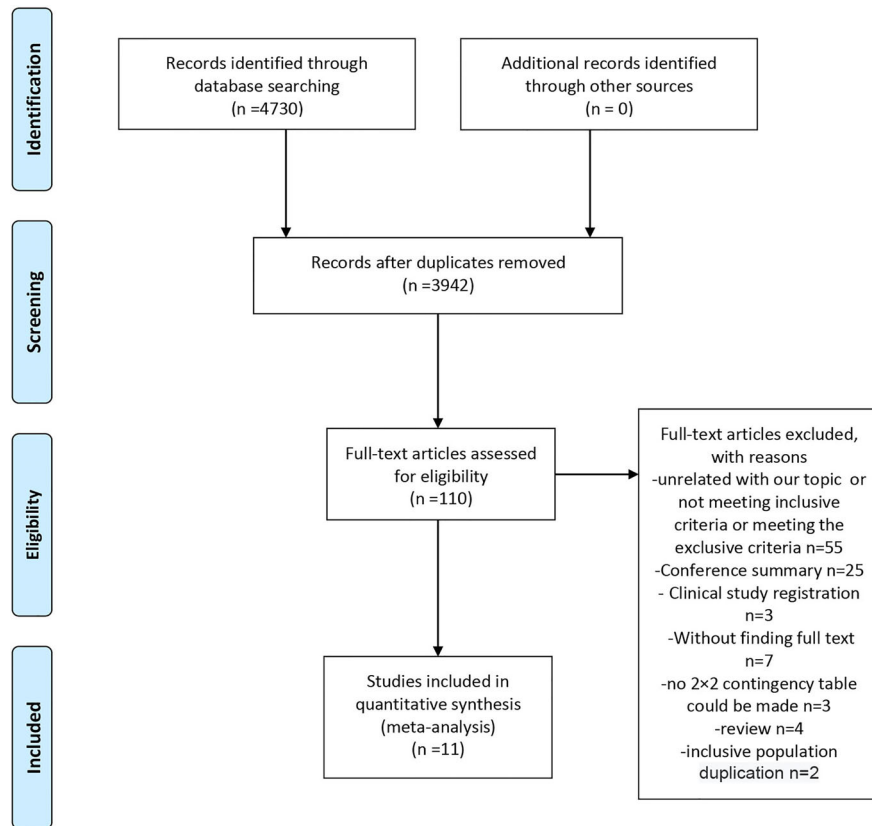 Identification
Records identified through
database searching
(n =4730)
Additional records identified
through other sources
(n = 0)
Screening
Records after duplicates removed
(n =3942)
Eligibility
Full-text articles assessed
for eligibility
(n =110)
Full-text articles excluded,
with reasons
-unrelated with our topic or
not meeting inclusive
criteria or meeting the
exclusive criteria n=55
-Conference summary n=25
- Clinical study registration
n=3
-Without finding full text
n=7
-no 2×2 contingency table
could be made n=3
-review n=4
-inclusive population
duplication n=2
Included
Studies included in
quantitative synthesis
(meta-analysis)
(n =11)